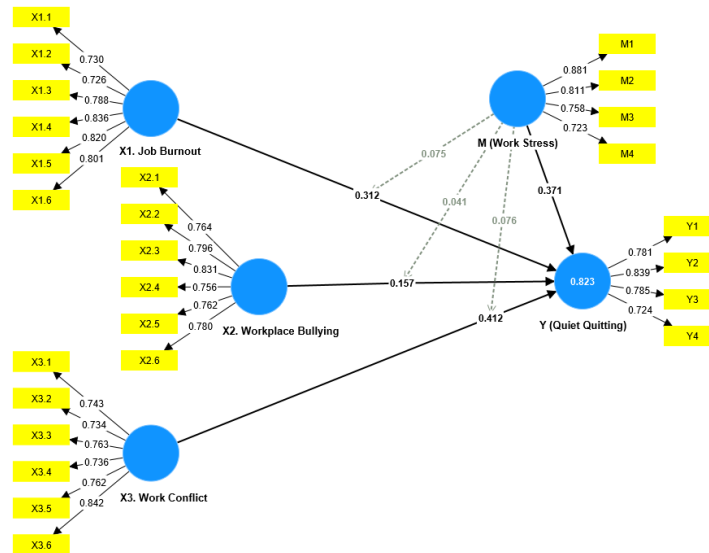 X1.1
0.730
X1.2
0.726
X1.3
0.788
X1.4
0.836
X1.5
0.820
X1.6
0.801
X1. Job Burnout
M1
0.881
M2
0.811
M3
0.758
M4
0.723
M (Work Stress)
0.075
0.041
0.076
0.312
0.371
X2.1
0.764
X2.2
0.796
X2.3
0.831
X2.4
0.756
X2.5
0.762
X2.6
0.780
X2. Workplace Bullying
0.157
0.412
0.823
Y (Quiet Quitting)
Y1
0.781
Y2
0.839
Y3
0.785
Y4
0.724
X3.1
0.743
X3.2
0.734
X3.3
0.763
X3.4
0.736
X3.5
0.762
X3.6
0.842
X3. Work Conflict